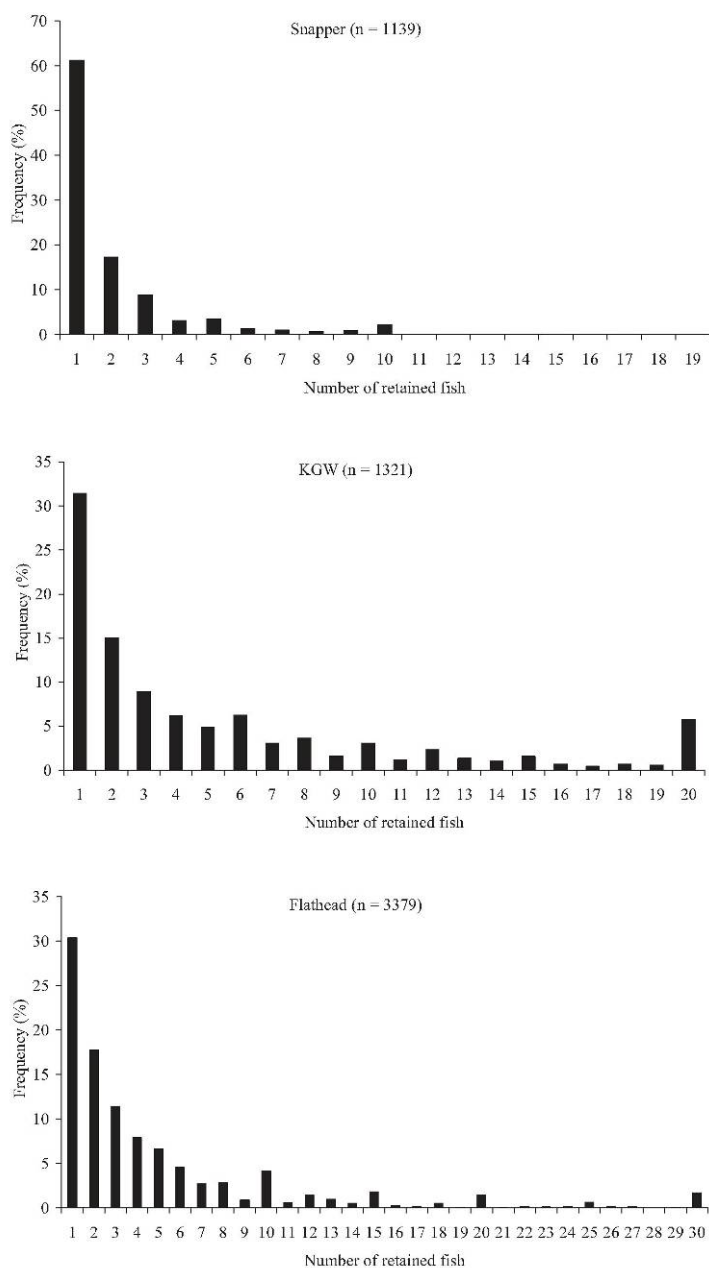 Snapper (n = 1139)
Frequency (%)
70
60
50
40
30
20
10
0
1 2 3 4 5 6 7 8 9 10 11 12 13 14 15 16 17 18 19
Number of retained fish
KGW (n = 1321)
Frequency (%)
35
30
25
20
15
10
5
0
1 2 3 4 5 6 7 8 9 10 11 12 13 14 15 16 17 18 19 20
Number of retained fish
Flathead (n = 3379)
Frequency (%)
35
30
25
20
15
10
5
0
1 2 3 4 5 6 7 8 9 10 11 12 13 14 15 16 17 18 19 20 21 22 23 24 25 26 27 28 29 30
Number of retained fish